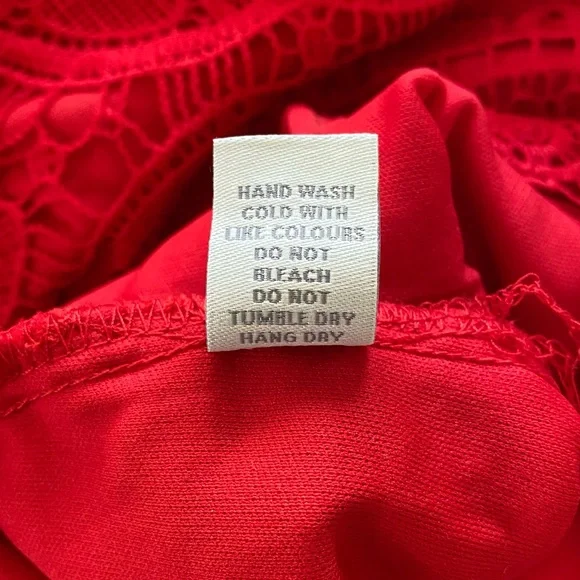 HAND WASH
COLD WITH
LIKE COLOURS
DO NOT
BLEACH
DO NOT
TUMBLE DRY
HANG DRY